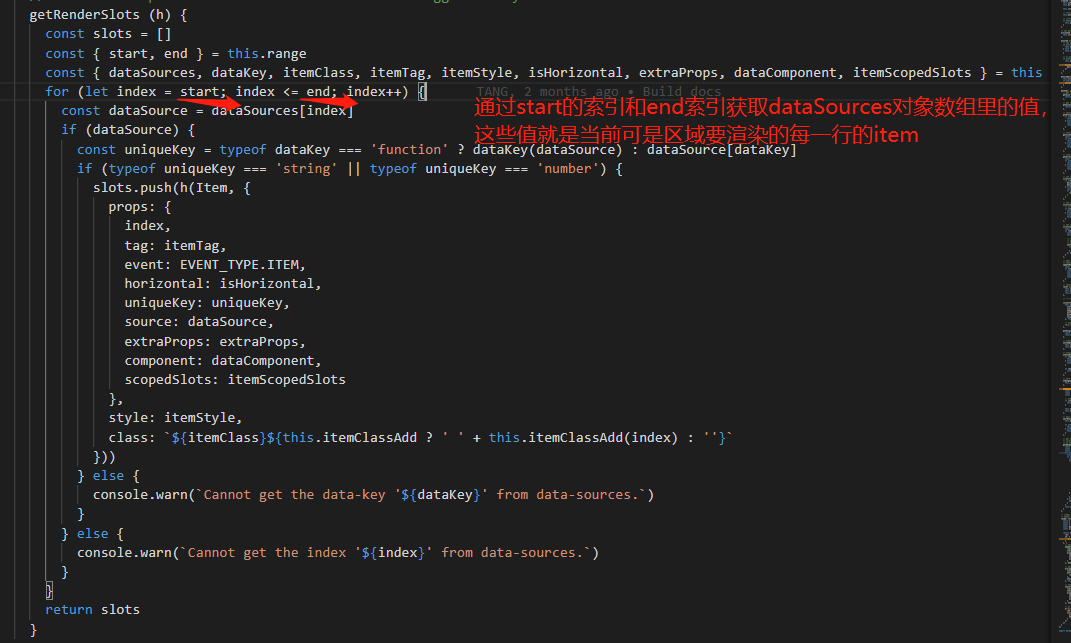 getRenderSlots (h) {
const slots = []
const { start, end } = this.range
const { dataSources, dataKey, itemClass, itemTag, itemStyle, isHorizontal, extraProps, dataComponent, itemScopedSlots } = this
for (let index = start; index <= end; index++) {
TANG, 2 months ago • Build docs
通过start的索引和end索引获取dataSources对象数组里的值,
const dataSource = dataSources[index]
这些值就是当前可是区域要渲染的每一行的item
if (dataSource) {
const uniqueKey = typeof dataKey === 'function' ? dataKey(dataSource) : dataSource[dataKey]
if (typeof uniqueKey === 'string' || typeof uniqueKey === 'number') {
slots.push(h(Item, {
props: {
index,
tag: itemTag,
event: EVENT_TYPE.ITEM,
horizontal: isHorizontal,
uniqueKey: uniqueKey,
source: dataSource,
extraProps: extraProps,
component: dataComponent,
scopedSlots: itemScopedSlots
},
style: itemStyle,
class: `${itemClass}${this.itemClassAdd ? ' ' + this.itemClassAdd(index) : ''}`
}))
} else {
console.warn(`Cannot get the data-key '${dataKey}' from data-sources.`)
}
} else {
console.warn(`Cannot get the index '${index}' from data-sources.`)
}
}
return slots
}